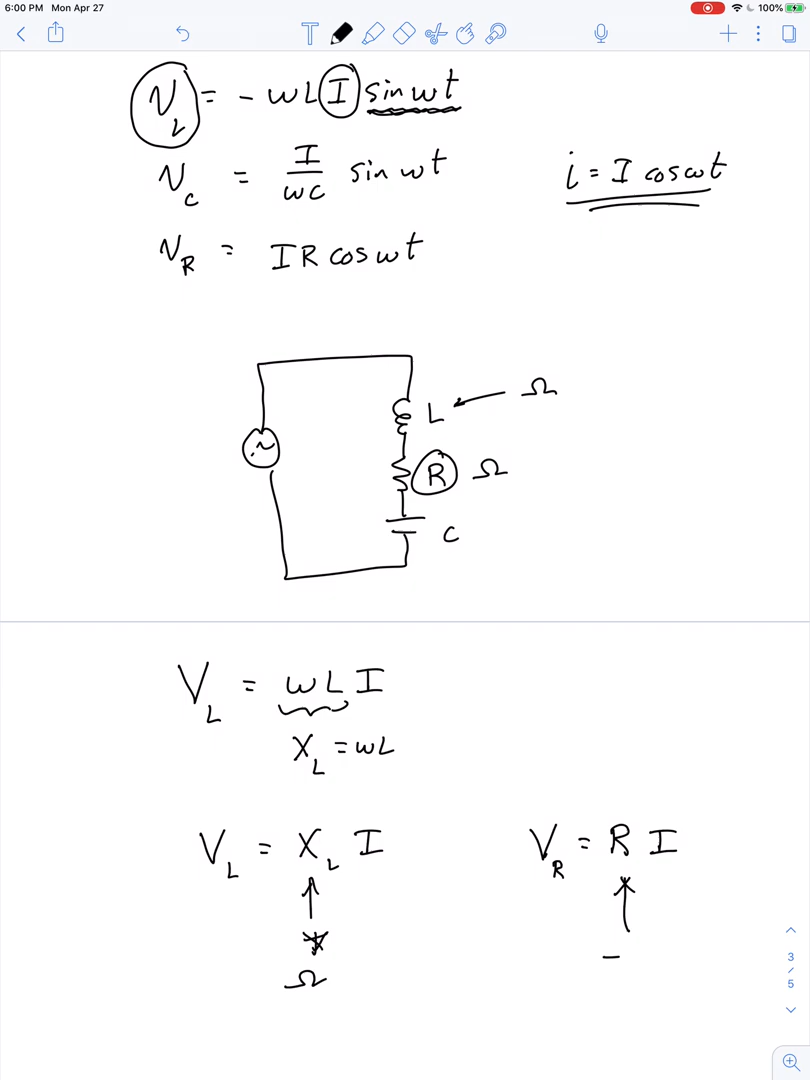 6:00 PM Mon Apr 27
100%
T
v_L = - ωL I sin ωt
v_C = I/ωC sin ωt
i = I cos ωt
v_R = IR cos ωt
L ← Ω
~
R Ω
C
V_L = ωL I
X_L = ωL
V_L = X_L I
V_R = R I
Ω
3
/
5